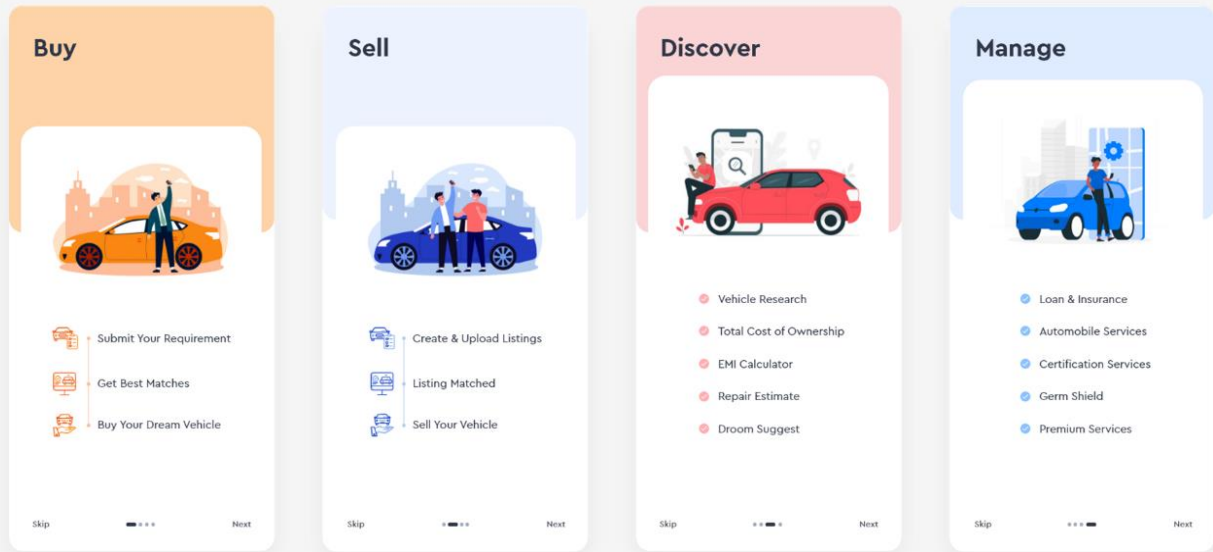 Buy
Submit Your Requirement
Get Best Matches
Buy Your Dream Vehicle
Skip
Next
Sell
Create & Upload Listings
Listing Matched
Sell Your Vehicle
Skip
Next
Discover
Vehicle Research
Total Cost of Ownership
EMI Calculator
Repair Estimate
Droom Suggest
Skip
Next
Manage
Loan & Insurance
Automobile Services
Certification Services
Germ Shield
Premium Services
Skip
Next